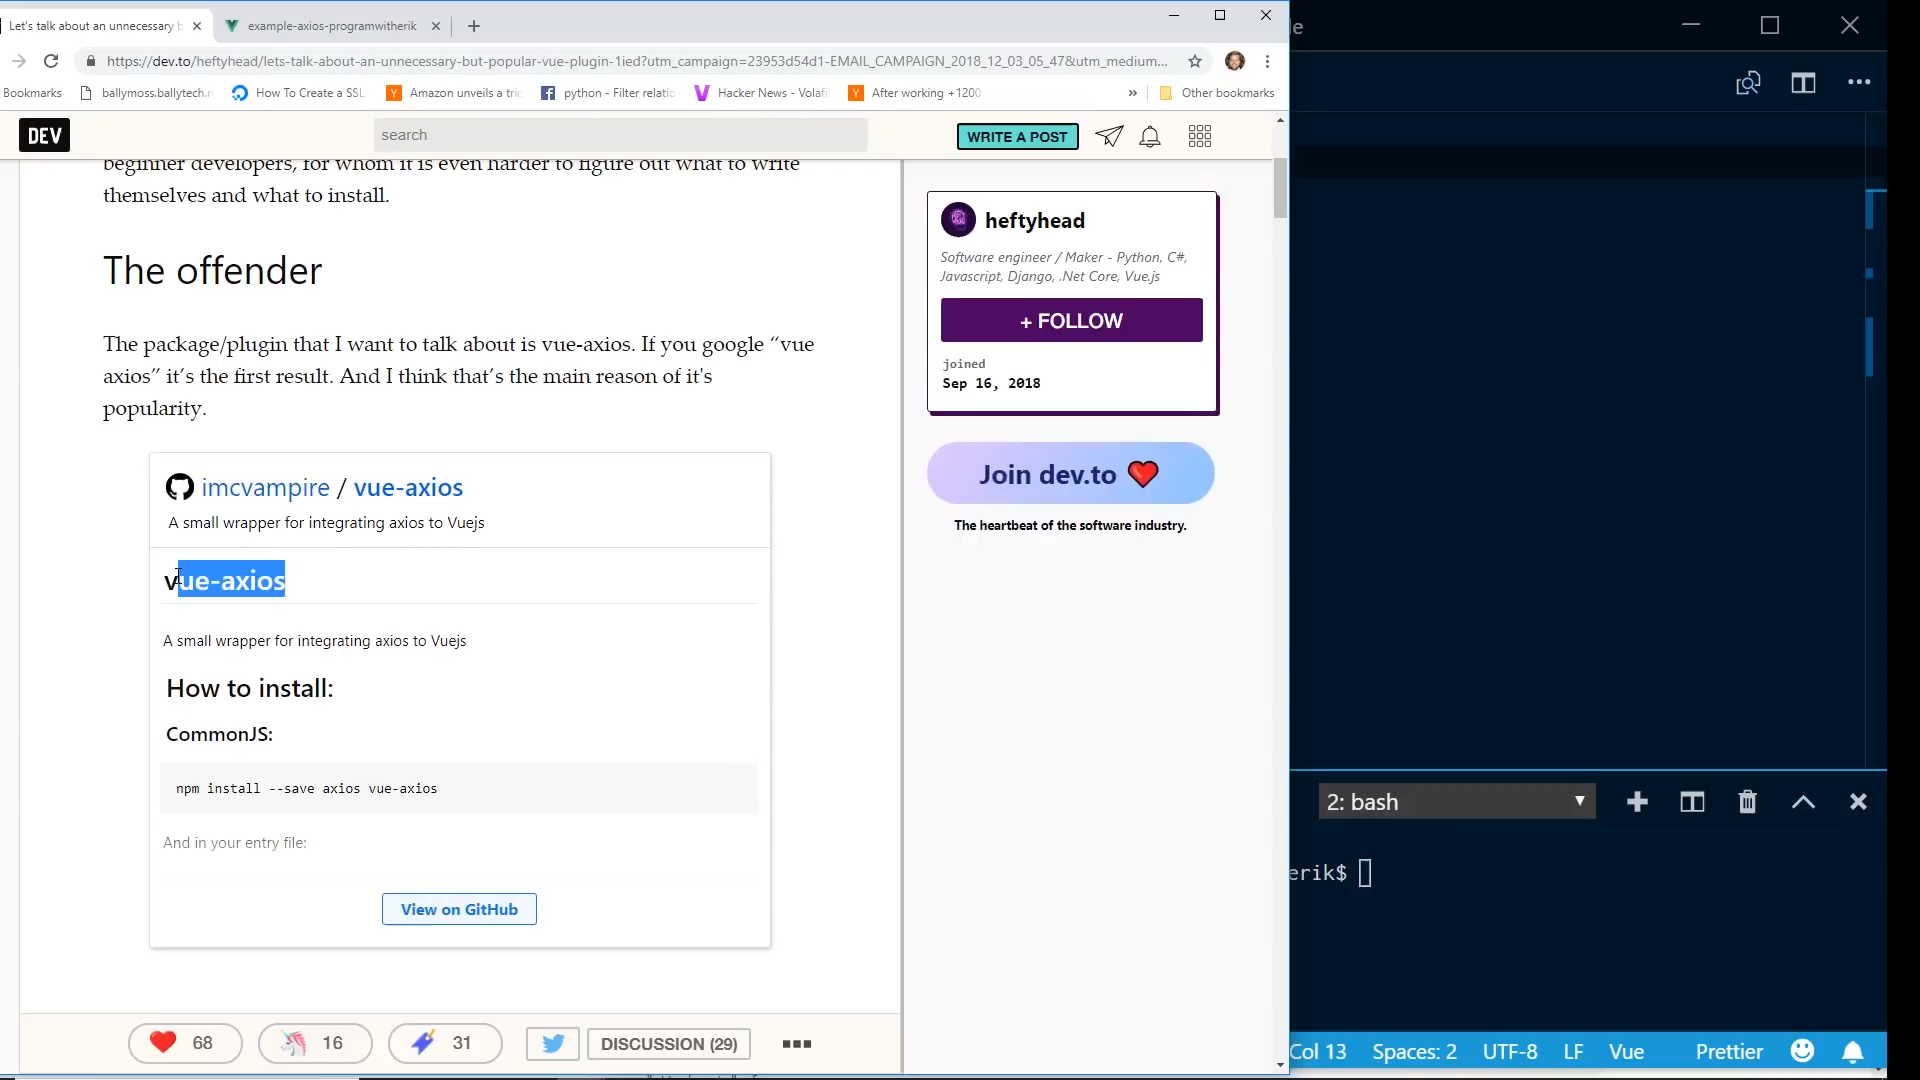 Let's talk about an unnecessary b
example-axios-programwitherik
https://dev.to/heftyhead/lets-talk-about-an-unnecessary-but-popular-vue-plugin-1ied?utm_campaign=23953d54d1-EMAIL_CAMPAIGN_2018_12_03_05_47&utm_medium...
Bookmarks
ballymoss.ballytech.n
How To Create a SSL
Amazon unveils a tri
python - Filter relatio
Hacker News - Volafi
After working +1200
»
Other bookmarks
DEV
search
WRITE A POST
beginner developers, for whom it is even harder to figure out what to write
themselves and what to install.
The offender
The package/plugin that I want to talk about is vue-axios. If you google “vue
axios” it’s the first result. And I think that’s the main reason of it's
popularity.
imcvampire / vue-axios
A small wrapper for integrating axios to Vuejs
vue-axios
A small wrapper for integrating axios to Vuejs
How to install:
CommonJS:
npm install --save axios vue-axios
And in your entry file:
View on GitHub
68
16
31
DISCUSSION (29)
heftyhead
Software engineer / Maker - Python, C#,
Javascript, Django, .Net Core, Vue.js
+ FOLLOW
joined
Sep 16, 2018
Join dev.to
The heartbeat of the software industry.
2: bash
erik$
Col 13
Spaces: 2
UTF-8
LF
Vue
Prettier